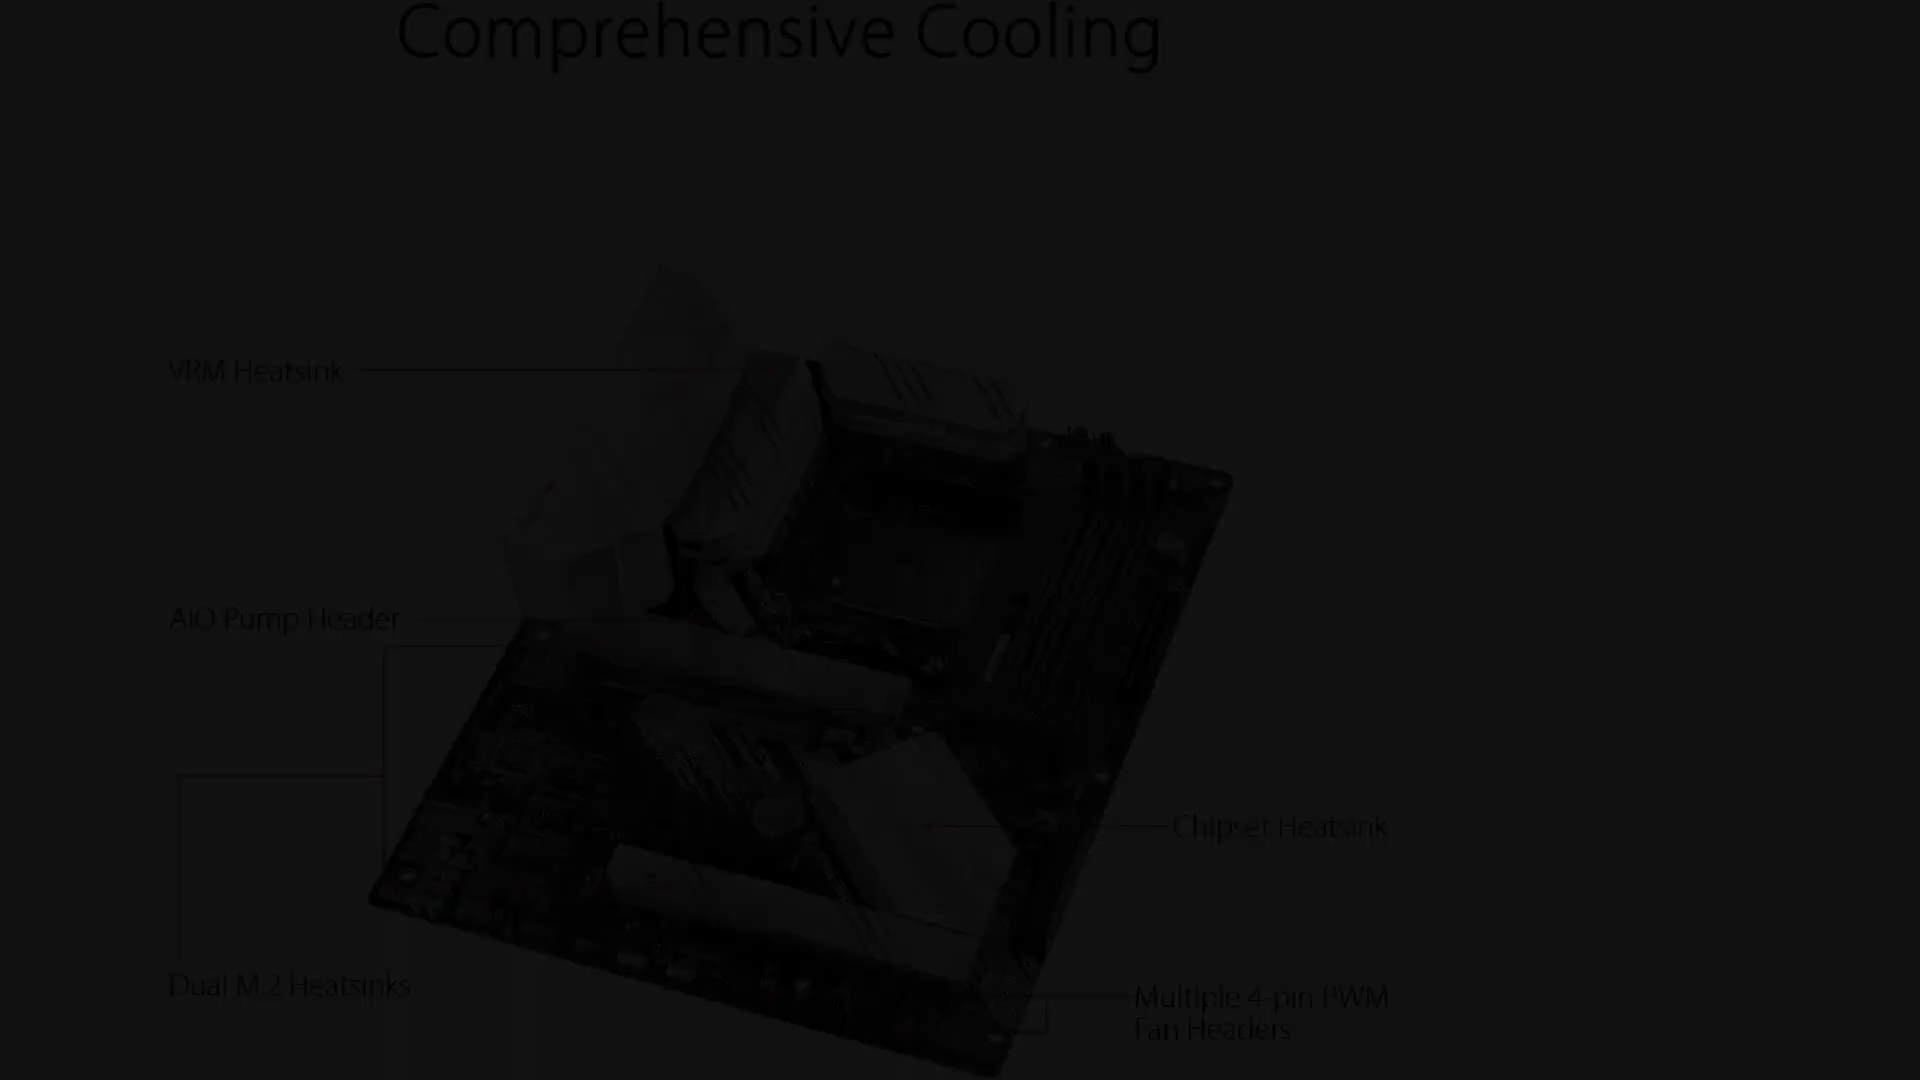 Comprehensive Cooling
VRM Heatsink
AIO Pump Header
Chipset Heatsink
Dual M.2 Heatsinks
Multiple 4-pin PWM
Fan Headers